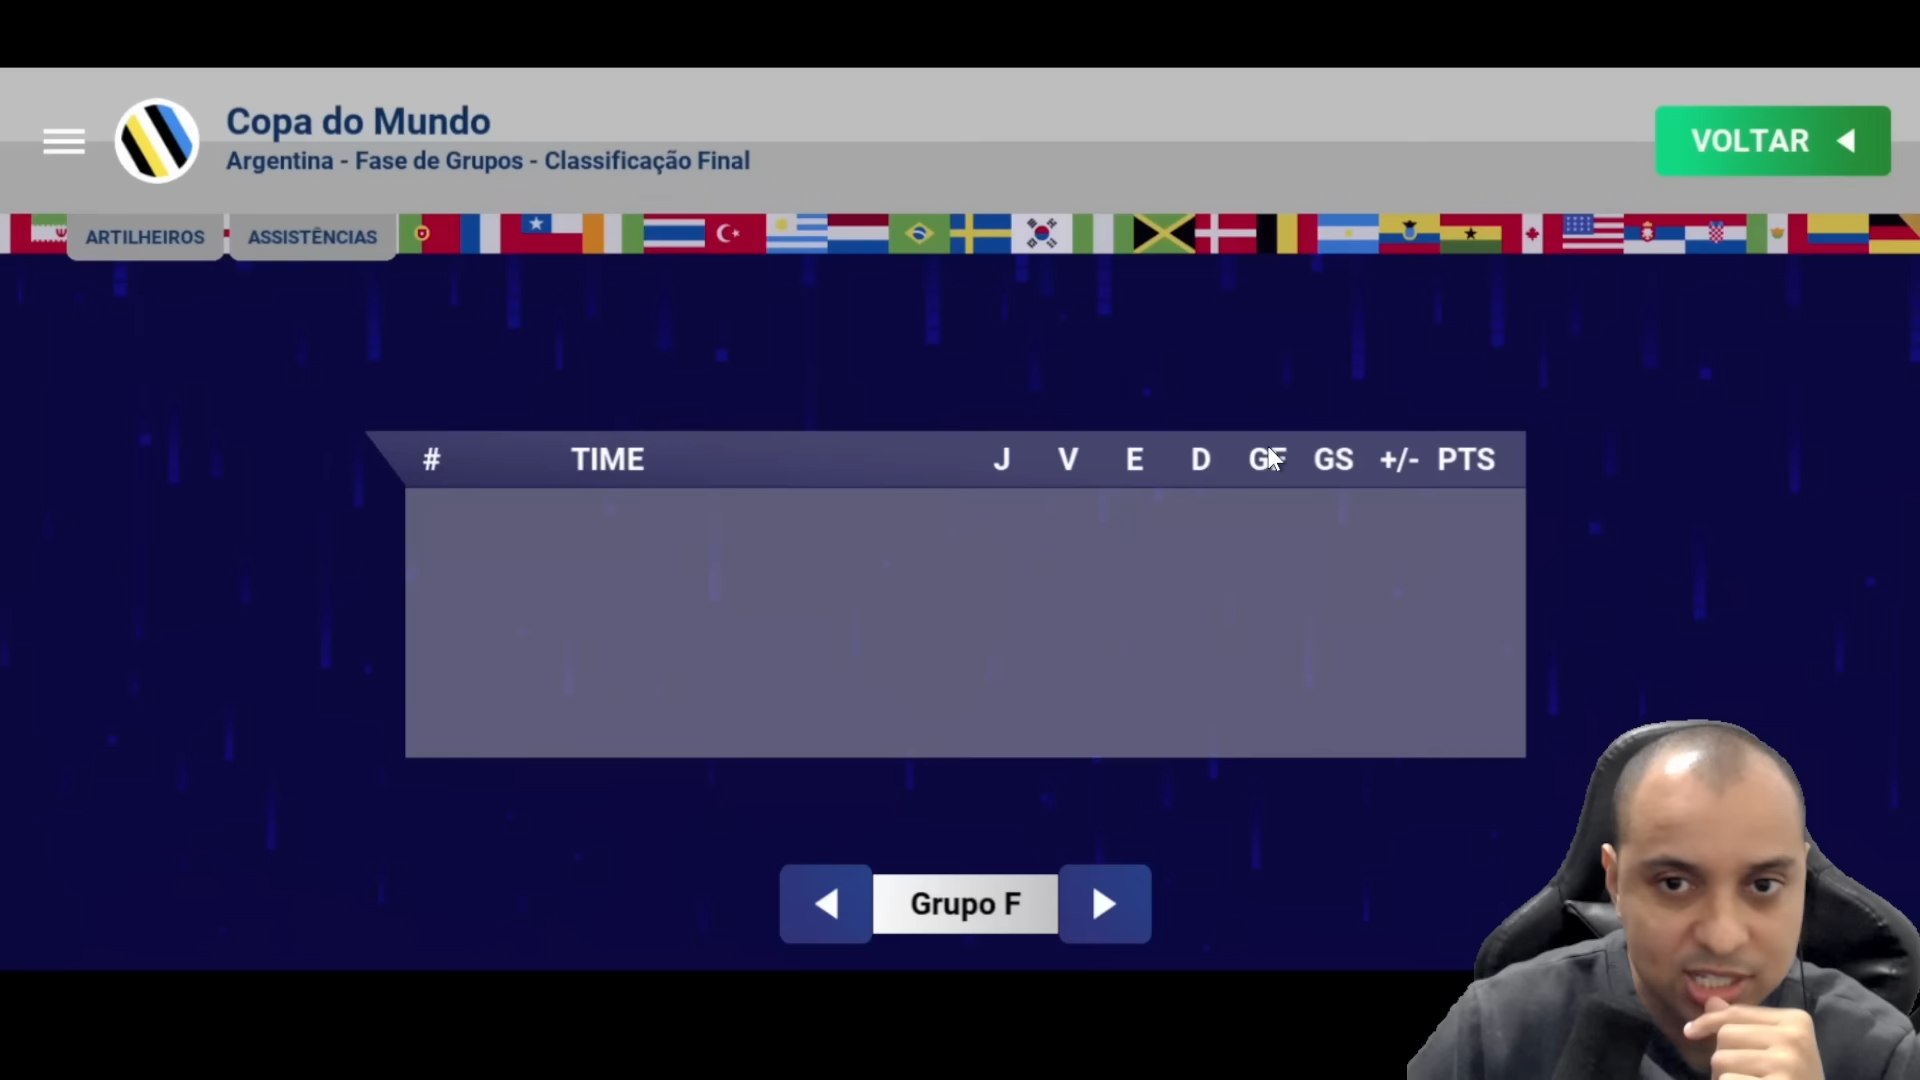 Copa do Mundo
Argentina - Fase de Grupos - Classificação Final
VOLTAR
ARTILHEIROS
ASSISTÊNCIAS
# TIME J V E D GF GS +/- PTS
Grupo F